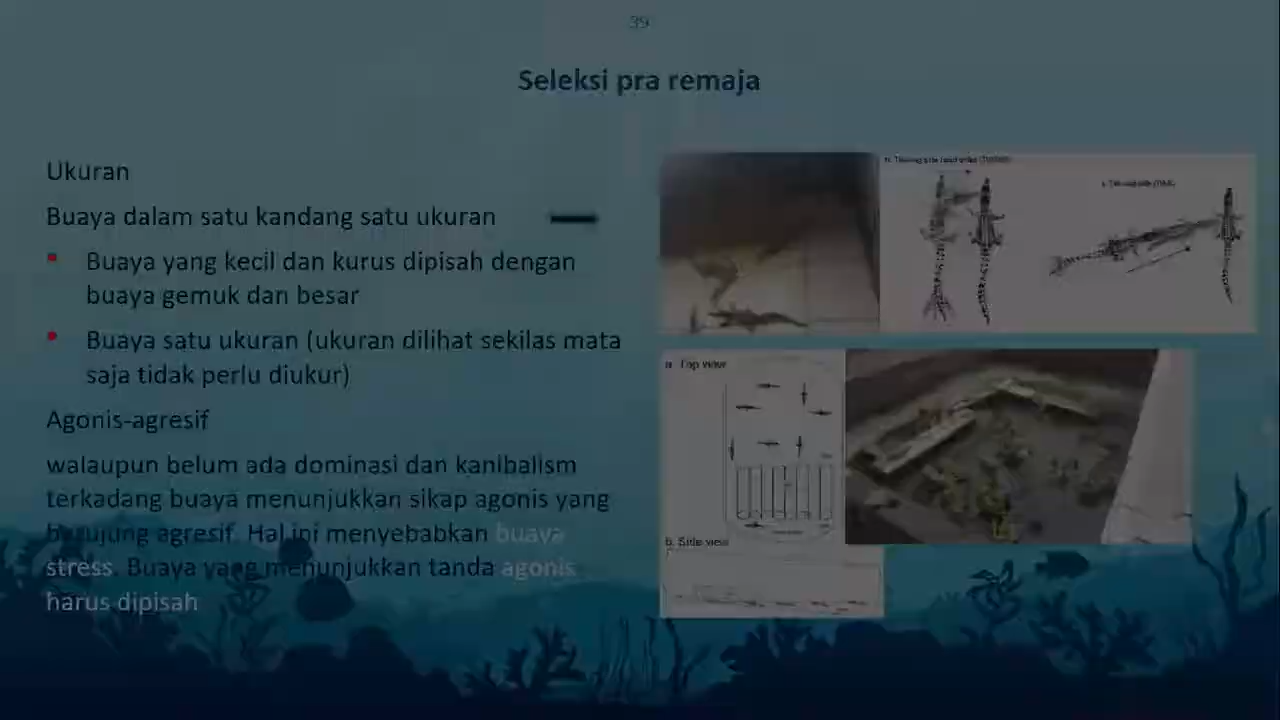 39
Seleksi pra remaja
Ukuran
Buaya dalam satu kandang satu ukuran
Buaya yang kecil dan kurus dipisah dengan
buaya gemuk dan besar
Buaya satu ukuran (ukuran dilihat sekilas mata
saja tidak perlu diukur)
Agonis-agresif
walaupun belum ada dominasi dan kanibalism
terkadang buaya menunjukkan sikap agonis yang
berujung agresif. Hal ini menyebabkan buaya
stress. Buaya yang menunjukkan tanda agonis
harus dipisah
a. Top view
b. Side view